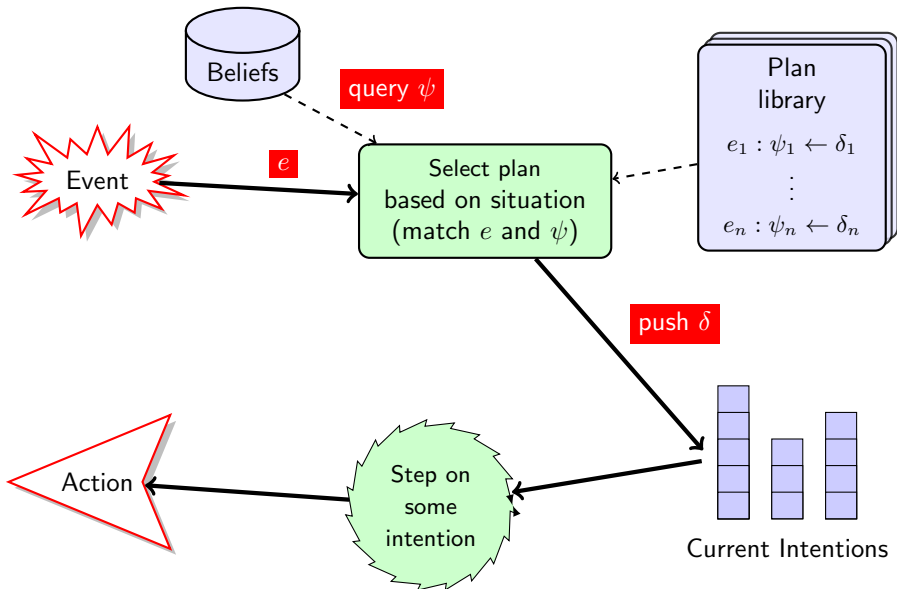 Beliefs
query ψ
Plan
library
e₁ : ψ₁ ← δ₁
⋮
eₙ : ψₙ ← δₙ
Event
e
Select plan
based on situation
(match e and ψ)
push δ
Action
Step on
some
intention
Current Intentions